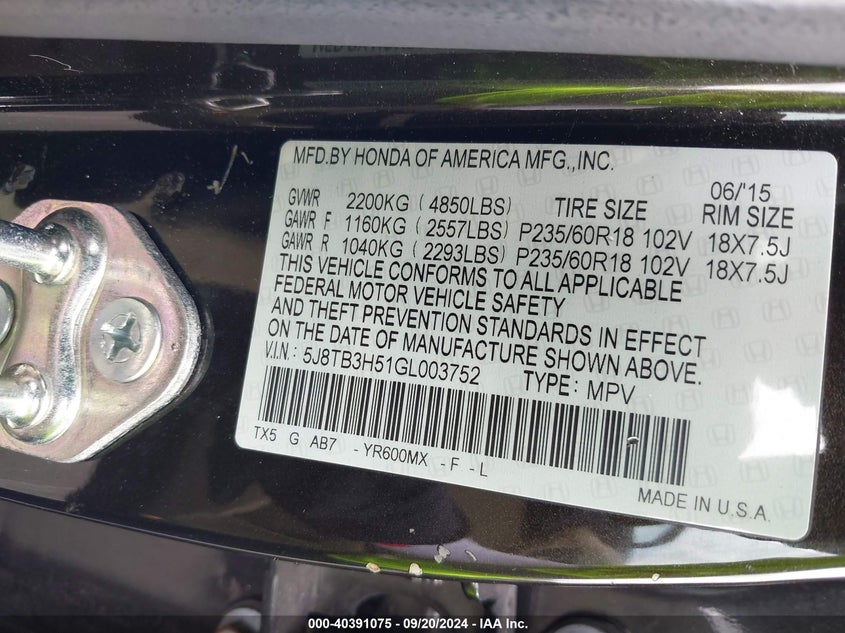 MFD.BY HONDA OF AMERICA MFG.,INC.
06/'15
GVWR 2200KG (4850LBS) TIRE SIZE RIM SIZE
GAWR F 1160KG (2557LBS) P235/60R18 102V 18X7.5J
GAWR R 1040KG (2293LBS) P235/60R18 102V 18X7.5J
THIS VEHICLE CONFORMS TO ALL APPLICABLE
FEDERAL MOTOR VEHICLE SAFETY
AND THEFT PREVENTION STANDARDS IN EFFECT
ON THE DATE OF MANUFACTURE SHOWN ABOVE.
V.I.N: 5J8TB3H51GL003752 TYPE: MPV
TX5 G AB7 -YR600MX -F -L
MADE IN U.S.A.
000-40391075 — 09/20/2024 — IAA Inc.